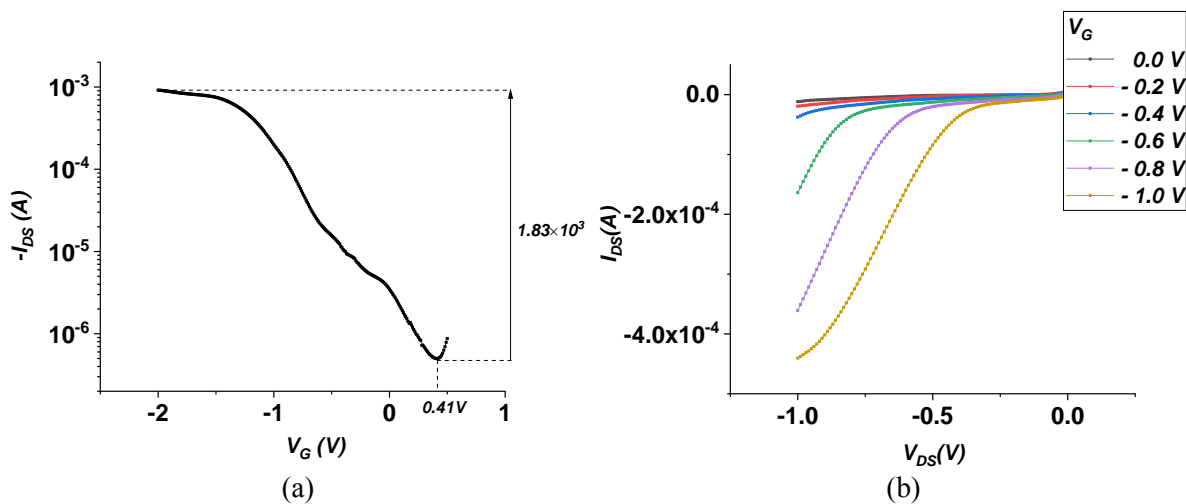 10⁻³
10⁻⁴
10⁻⁵
10⁻⁶
-I_DS (A)
1.83×10³
0.41V
-2
-1
0
1
V_G (V)
(a)
V_G
0.0 V
- 0.2 V
- 0.4 V
- 0.6 V
- 0.8 V
- 1.0 V
0.0
-2.0x10⁻⁴
-4.0x10⁻⁴
I_DS(A)
-1.0
-0.5
0.0
V_DS(V)
(b)